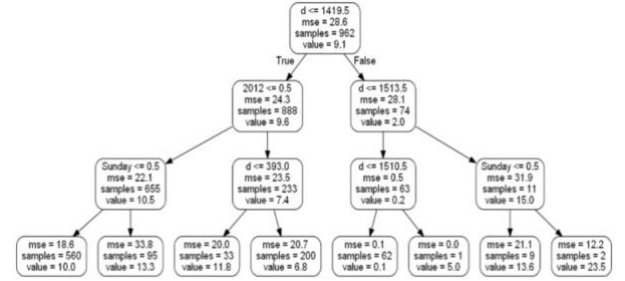 d <= 1419.5
mse = 28.6
samples = 962
value = 9.1
True
False
2012 <= 0.5
mse = 24.3
samples = 888
value = 9.6
d <= 1513.5
mse = 28.1
samples = 74
value = 2.0
Sunday <= 0.5
mse = 22.1
samples = 655
value = 10.5
d <= 393.0
mse = 23.5
samples = 233
value = 7.4
d <= 1510.5
mse = 0.5
samples = 63
value = 0.2
Sunday <= 0.5
mse = 31.9
samples = 11
value = 15.0
mse = 18.6
samples = 560
value = 10.0
mse = 33.8
samples = 95
value = 13.3
mse = 20.0
samples = 33
value = 11.8
mse = 20.7
samples = 200
value = 6.8
mse = 0.1
samples = 62
value = 0.1
mse = 0.0
samples = 1
value = 5.0
mse = 21.1
samples = 9
value = 13.6
mse = 12.2
samples = 2
value = 23.5